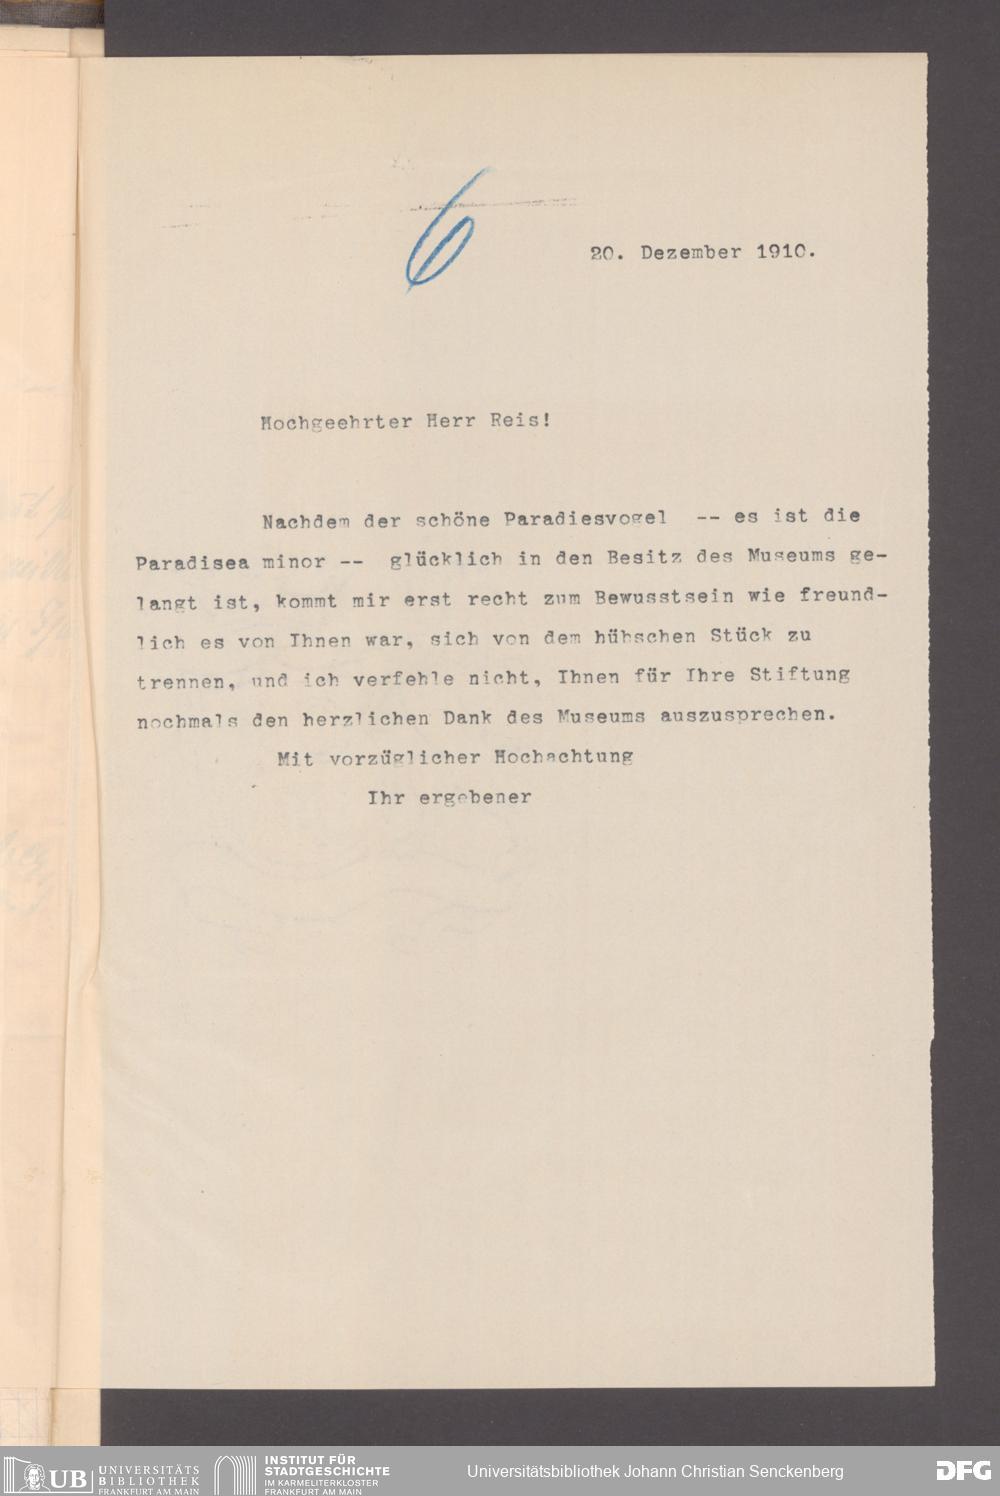 6
20. Dezember 1910.
Hochgeehrter Herr Reis!
Nachdem der schöne Paradiesvogel -- es ist die
Paradisea minor -- glücklich in den Besitz des Museums ge-
langt ist, kommt mir erst recht zum Bewusstsein wie freund-
lich es von Ihnen war, sich von dem hübschen Stück zu
trennen, und ich verfehle nicht, Ihnen für Ihre Stiftung
nochmals den herzlichen Dank des Museums auszusprechen.
Mit vorzüglicher Hochachtung
Ihr ergebener
UB UNIVERSITÄTS
BIBLIOTHEK
FRANKFURT AM MAIN
INSTITUT FÜR
STADTGESCHICHTE
IM KARMELITERKLOSTER
FRANKFURT AM MAIN
Universitätsbibliothek Johann Christian Senckenberg
DFG